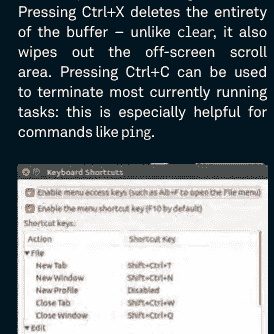 Pressing Ctrl+X deletes the entirety
of the buffer – unlike clear, it also
wipes out the off-screen scroll
area. Pressing Ctrl+C can be used
to terminate most currently running
tasks: this is especially helpful for
commands like ping.
Keyboard Shortcuts
Enable menu access keys (such as Alt+F to open the File menu)
Enable the menu shortcut key (F10 by default)
Shortcut keys:
Action Shortcut Key
File
New Tab Shift+Ctrl+T
New Window Shift+Ctrl+N
New Profile Disabled
Close Tab Shift+Ctrl+W
Close Window Shift+Ctrl+Q
Edit